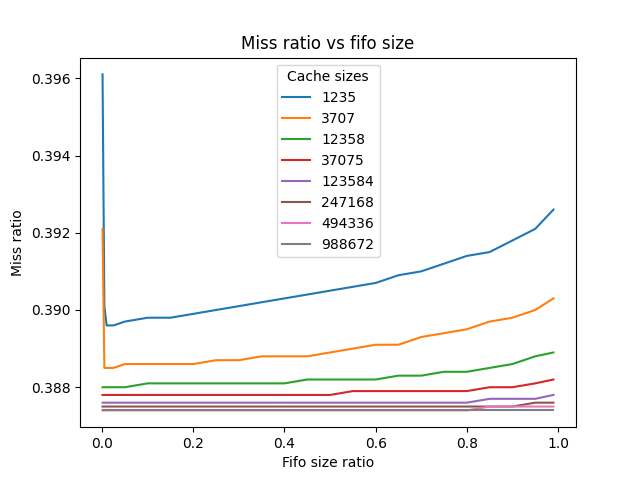 Miss ratio vs fifo size
Cache sizes
1235
3707
12358
37075
123584
247168
494336
988672
0.396
0.394
0.392
0.390
0.388
Miss ratio
0.0 0.2 0.4 0.6 0.8 1.0
Fifo size ratio